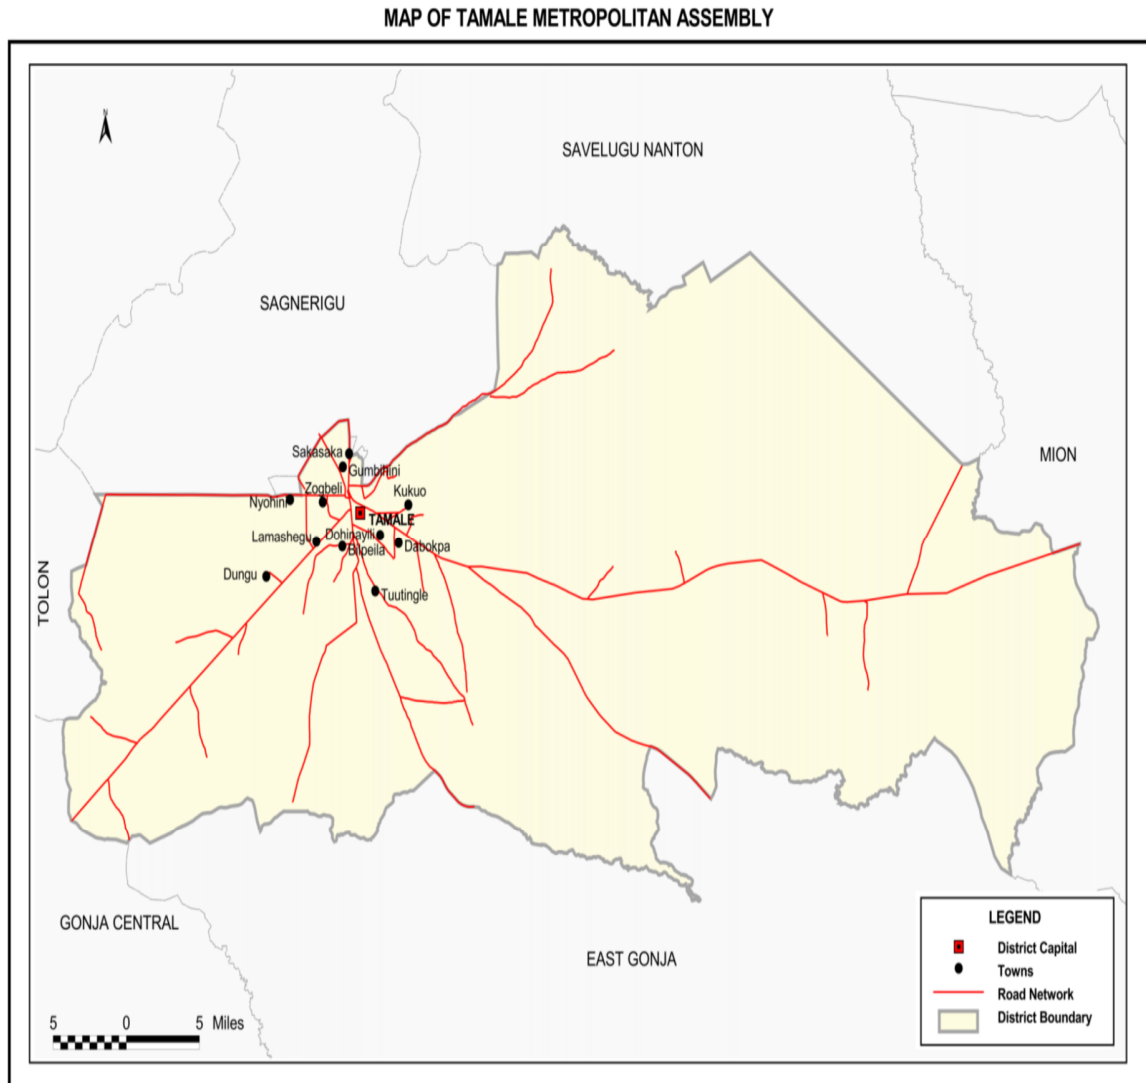 MAP OF TAMALE METROPOLITAN ASSEMBLY
N
SAVELUGU NANTON
SAGNERIGU
MION
Sakasaka
Gumbihini
Zogbeli
Nyohini
Kukuo
TAMALE
Lamashegu
Dohinayili
Bilpeila
Dabokpa
Dungu
Tuutingle
TOLON
GONJA CENTRAL
EAST GONJA
LEGEND
District Capital
Towns
Road Network
District Boundary
5 0 5 Miles